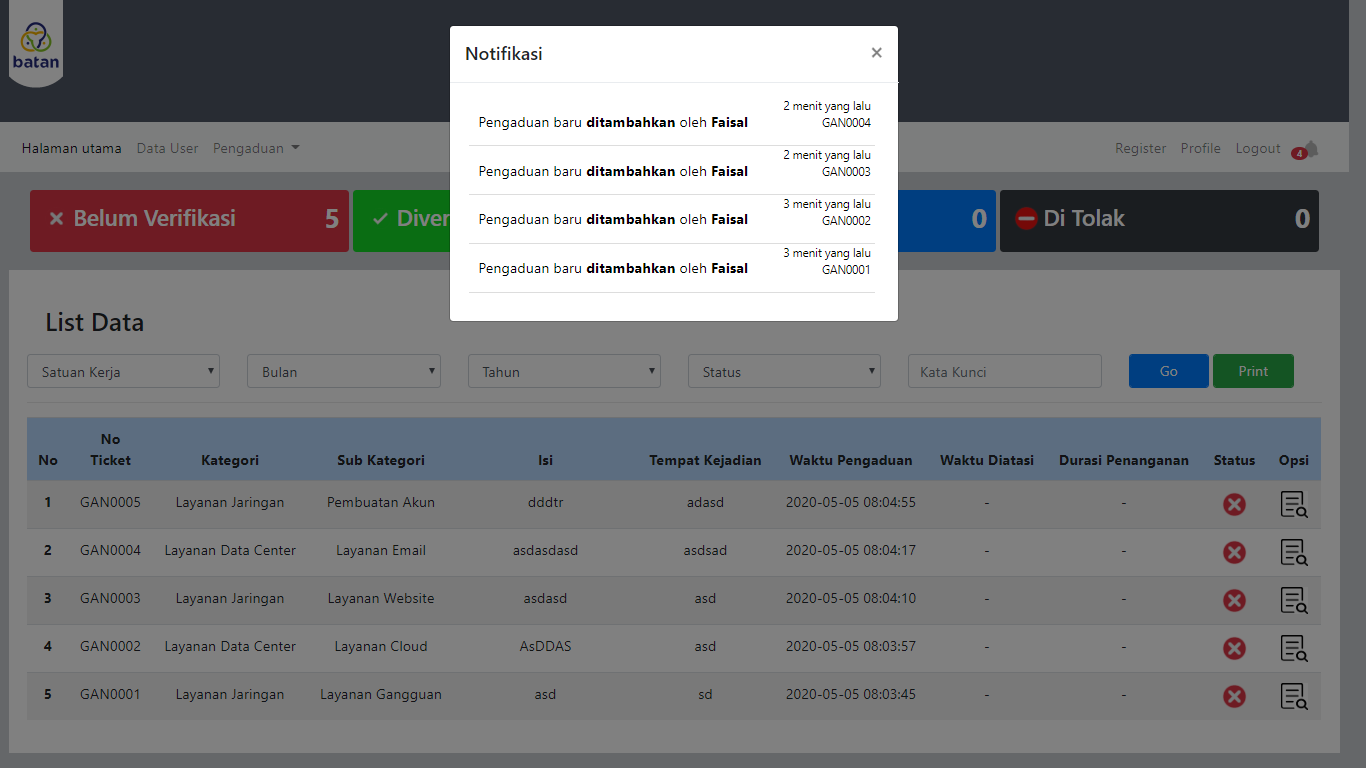 batan
Notifikasi ×
2 menit yang lalu
Pengaduan baru ditambahkan oleh Faisal GAN0004
2 menit yang lalu
Pengaduan baru ditambahkan oleh Faisal GAN0003
3 menit yang lalu
Pengaduan baru ditambahkan oleh Faisal GAN0002
3 menit yang lalu
Pengaduan baru ditambahkan oleh Faisal GAN0001
Halaman utama Data User Pengaduan Register Profile Logout 4
Belum Verifikasi 5 Diver 0 Di Tolak 0
List Data
Satuan Kerja Bulan Tahun Status Kata Kunci Go Print
No No Ticket Kategori Sub Kategori Isi Tempat Kejadian Waktu Pengaduan Waktu Diatasi Durasi Penanganan Status Opsi
1 GAN0005 Layanan Jaringan Pembuatan Akun dddtr adasd 2020-05-05 08:04:55 - -
2 GAN0004 Layanan Data Center Layanan Email asdasdasd asdsad 2020-05-05 08:04:17 - -
3 GAN0003 Layanan Jaringan Layanan Website asdasd asd 2020-05-05 08:04:10 - -
4 GAN0002 Layanan Data Center Layanan Cloud AsDDAS asd 2020-05-05 08:03:57 - -
5 GAN0001 Layanan Jaringan Layanan Gangguan asd sd 2020-05-05 08:03:45 - -